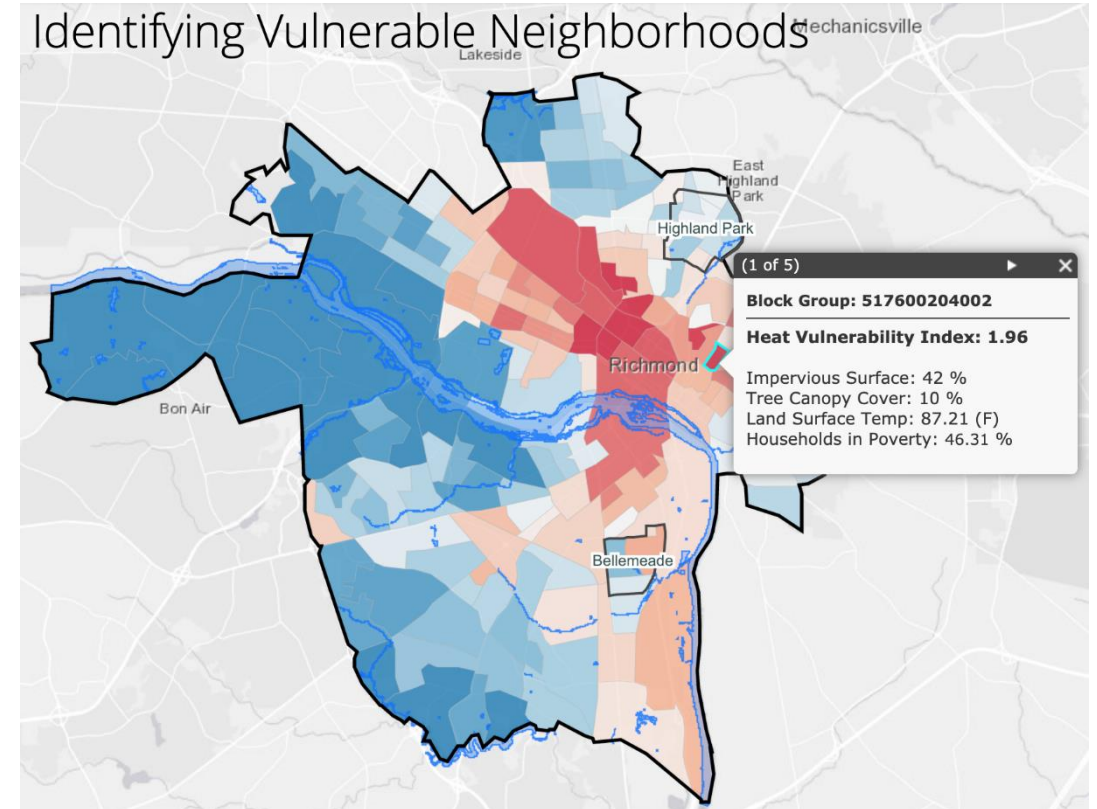 Identifying Vulnerable Neighborhoods
Mechanicsville
Lakeside
East
Highland
Park
Highland Park
(1 of 5)
Block Group: 517600204002
Heat Vulnerability Index: 1.96
Richmond
Impervious Surface: 42 %
Tree Canopy Cover: 10 %
Bon Air
Land Surface Temp: 87.21 (F)
Households in Poverty: 46.31 %
Bellemeade